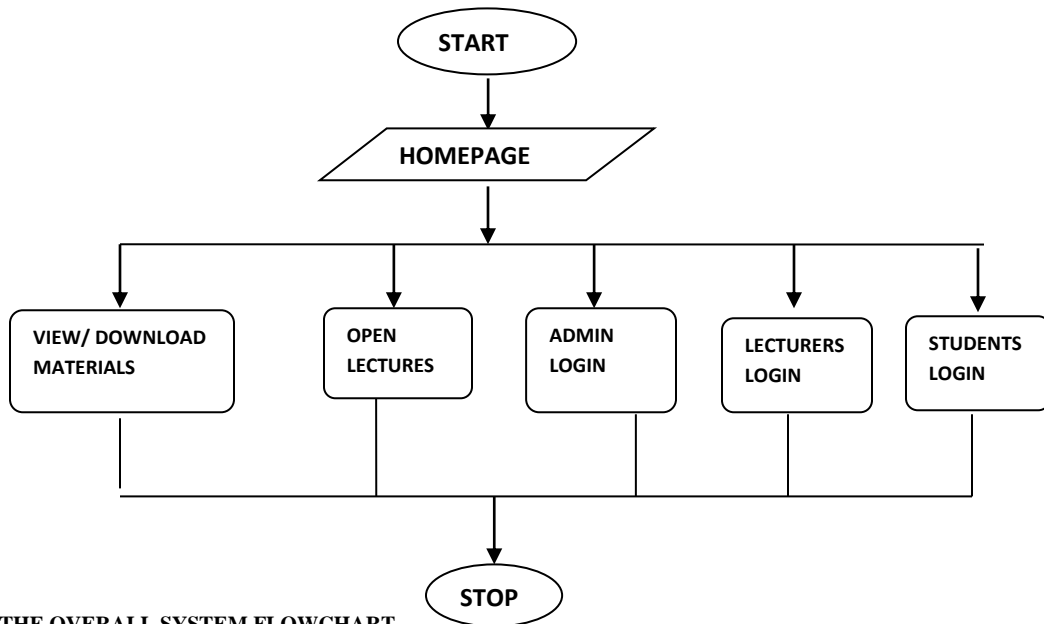 START
HOMEPAGE
VIEW/ DOWNLOAD
MATERIALS
OPEN
LECTURES
ADMIN
LOGIN
LECTURERS
LOGIN
STUDENTS
LOGIN
STOP
THE OVERALL SYSTEM FLOWCHART